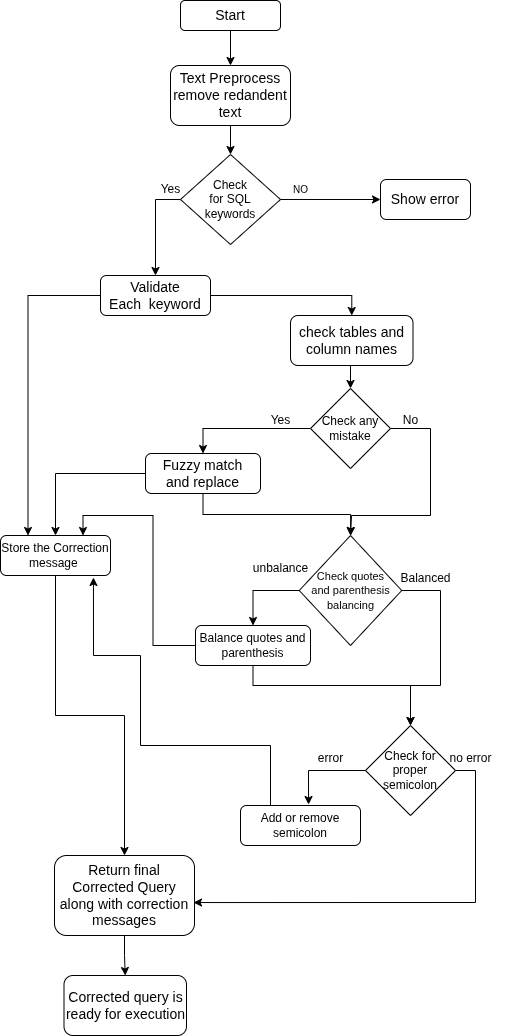 Start
Text Preprocess
remove redandent
text
Check
for SQL
keywords
Yes
NO
Show error
Validate
Each  keyword
check tables and
column names
Check any
mistake
Yes
No
Fuzzy match
and replace
Store the Correction
message
unbalance
Check quotes
and parenthesis
balancing
Balanced
Balance quotes and
parenthesis
error
Check for
proper
semicolon
no error
Add or remove
semicolon
Return final
Corrected Query
along with correction
messages
Corrected query is
ready for execution